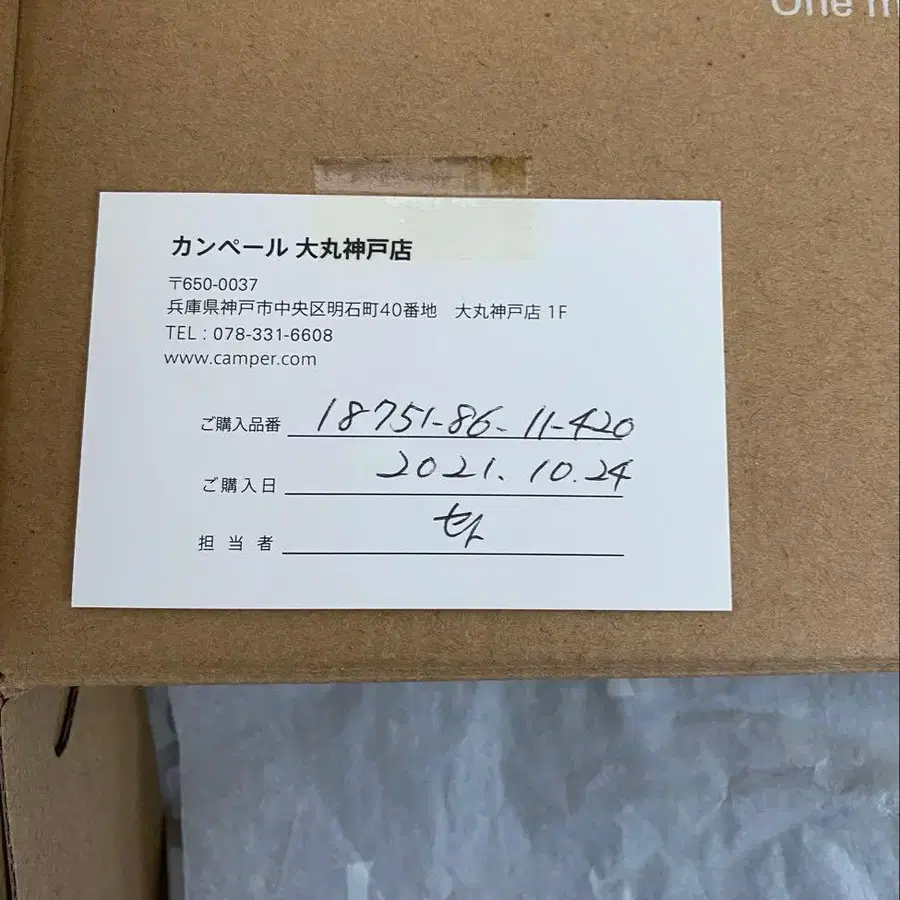 One m
カンペール 大丸神戸店
〒650-0037
兵庫県神戸市中央区明石町40番地 大丸神戸店 1F
TEL : 078-331-6608
www.camper.com
ご購入品番 18751-86-11-420
ご購入日 2021.10.24
担当者 セト